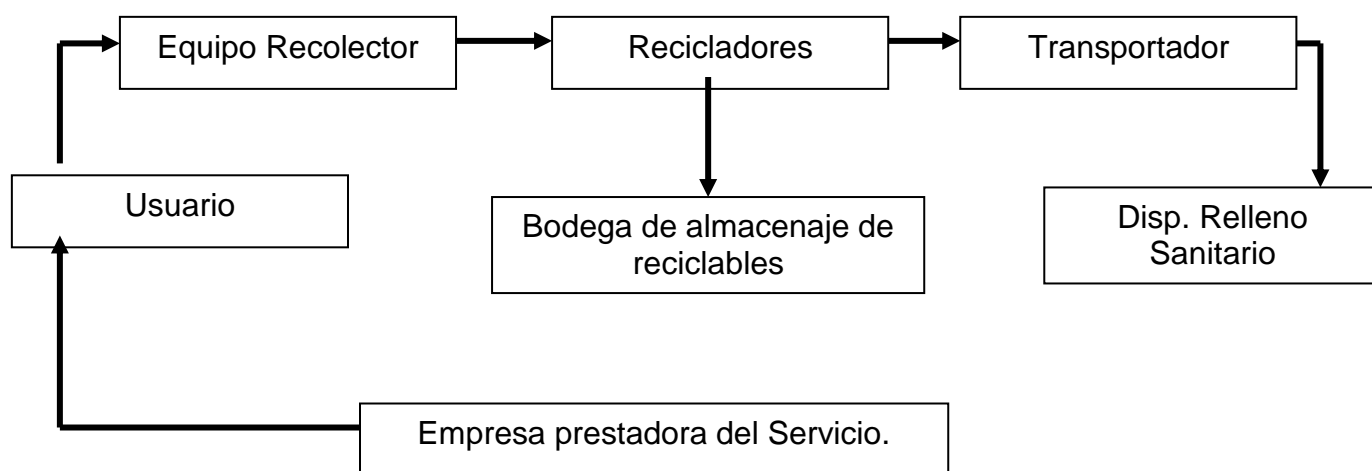 Equipo Recolector
Recicladores
Transportador
Usuario
Bodega de almacenaje de
reciclables
Disp. Relleno
Sanitario
Empresa prestadora del Servicio.